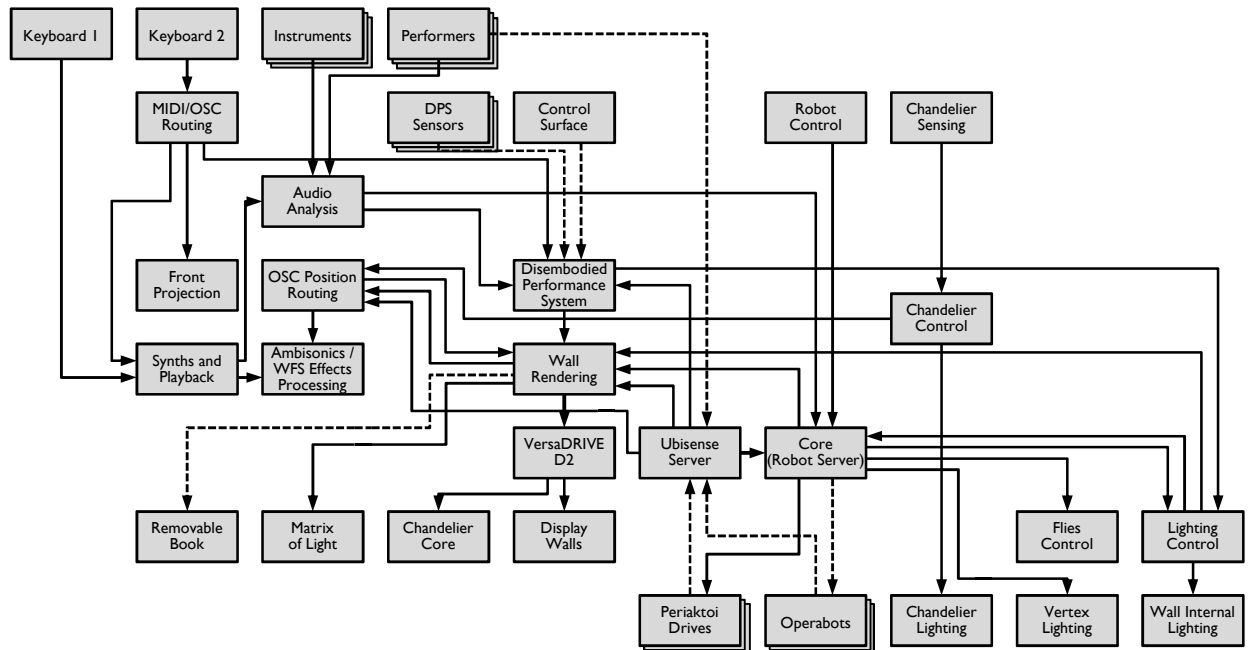 Keyboard 1
Keyboard 2
Instruments
Performers
MIDI/OSC
Routing
DPS
Sensors
Control
Surface
Robot
Control
Chandelier
Sensing
Audio
Analysis
Front
Projection
OSC Position
Routing
Disembodied
Performance
System
Chandelier
Control
Synths and
Playback
Ambisonics /
WFS Effects
Processing
Wall
Rendering
VersaDRIVE
D2
Ubisense
Server
Core
(Robot Server)
Removable
Book
Matrix
of Light
Chandelier
Core
Display
Walls
Flies
Control
Lighting
Control
Periaktoi
Drives
Operabots
Chandelier
Lighting
Vertex
Lighting
Wall Internal
Lighting